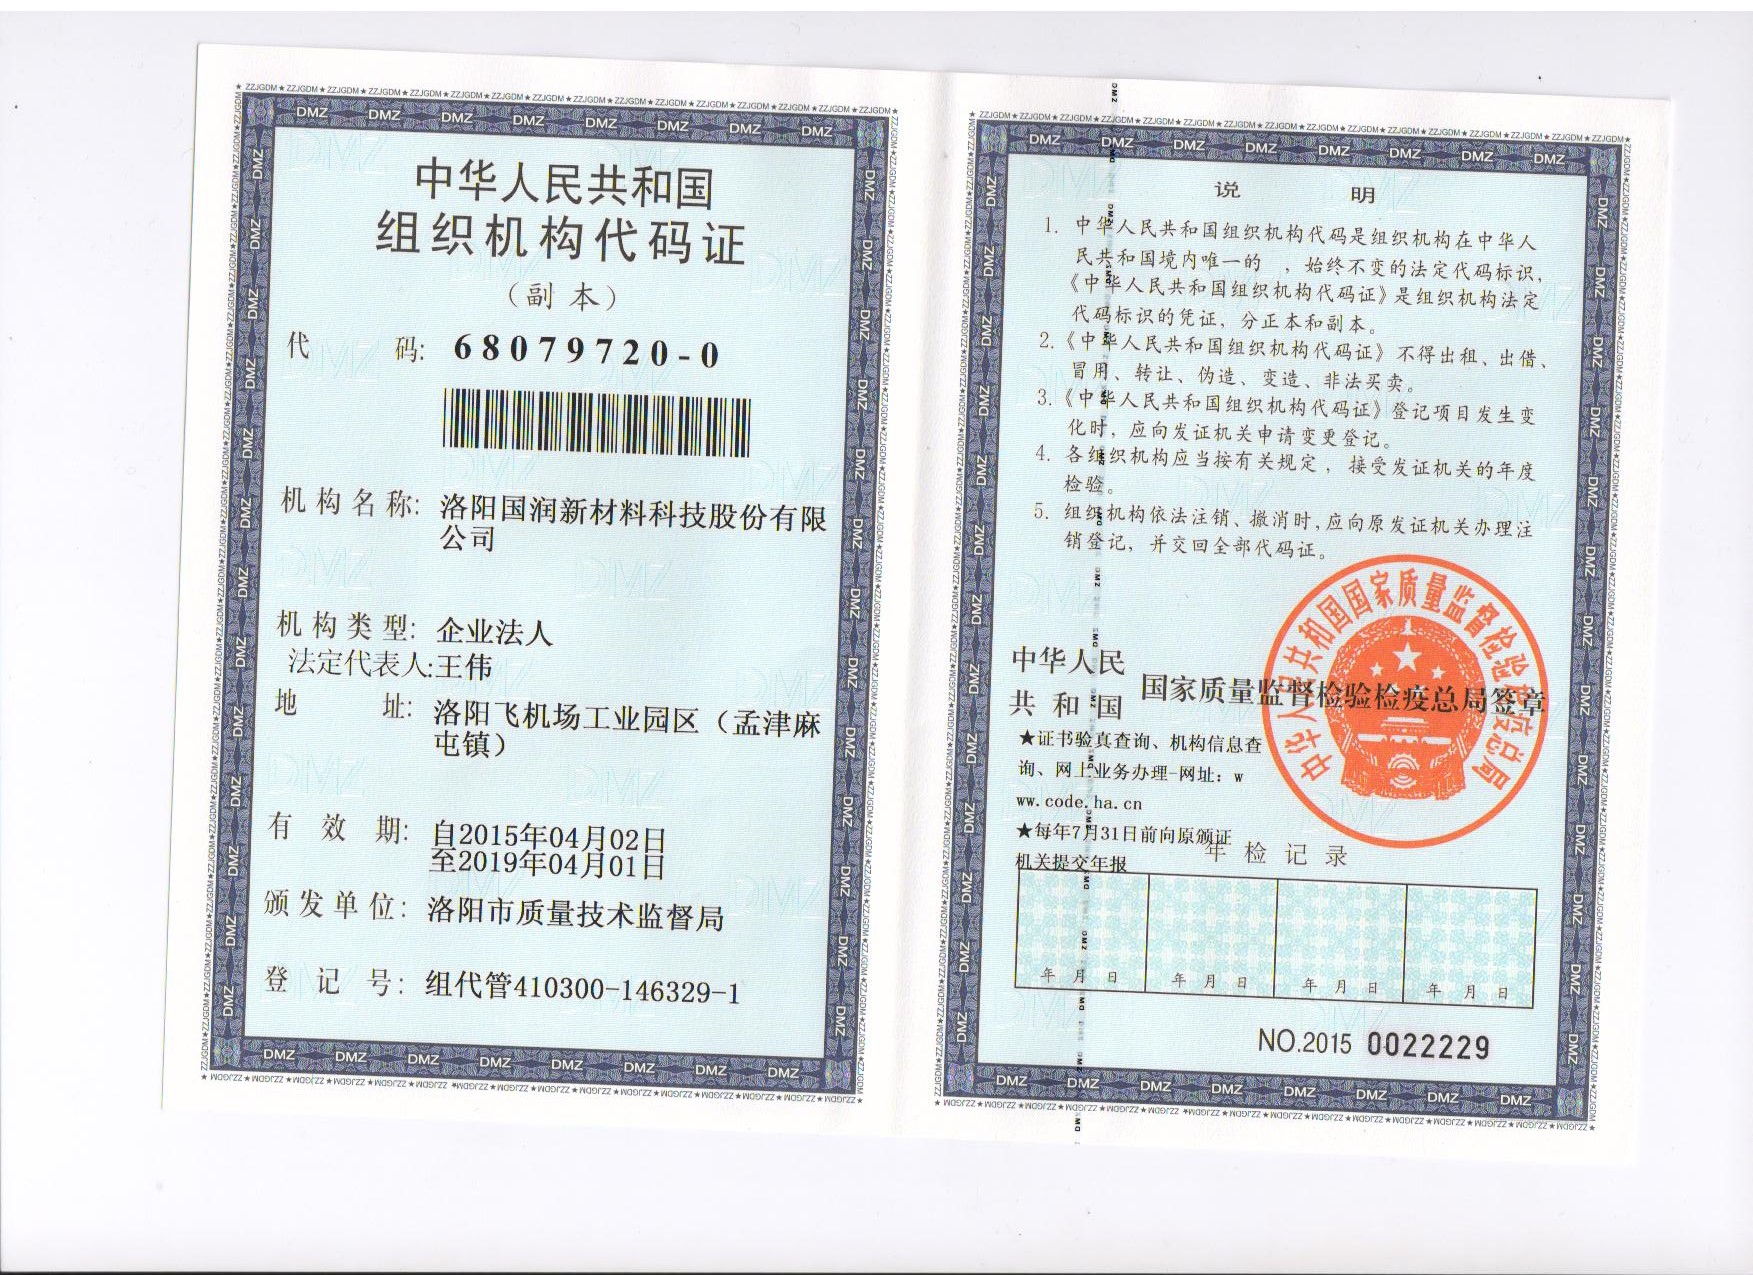 中华人民共和国
组织机构代码证
（副 本）
代 码: 68079720-0
机构名称: 洛阳国润新材料科技股份有限
公司
机构类型: 企业法人
法定代表人:王伟
地 址: 洛阳飞机场工业园区（孟津麻
屯镇）
有 效 期: 自2015年04月02日
至2019年04月01日
颁发单位: 洛阳市质量技术监督局
登 记 号: 组代管410300-146329-1
说 明
1. 中华人民共和国组织机构代码是组织机构在中华人
民共和国境内唯一的 ，始终不变的法定代码标识，
《中华人民共和国组织机构代码证》是组织机构法定
代码标识的凭证，分正本和副本。
2.《中华人民共和国组织机构代码证》不得出租、出借、
冒用、转让、伪造、变造、非法买卖。
3.《中华人民共和国组织机构代码证》登记项目发生变
化时，应向发证机关申请变更登记。
4. 各组织机构应当按有关规定，接受发证机关的年度
检验。
5. 组织机构依法注销、撤消时,应向原发证机关办理注
销登记，并交回全部代码证。
中华人民共和国国家质量监督检验检疫总局
中华人民
共 和 国 国家质量监督检验检疫总局签章
★证书验真查询、机构信息查
询、网上业务办理-网址: w
ww.code.ha.cn
★每年7月31日前向原颁证
机关提交年报
年 检 记 录
年 月 日 年 月 日 年 月 日 年 月 日
NO.2015 0022229